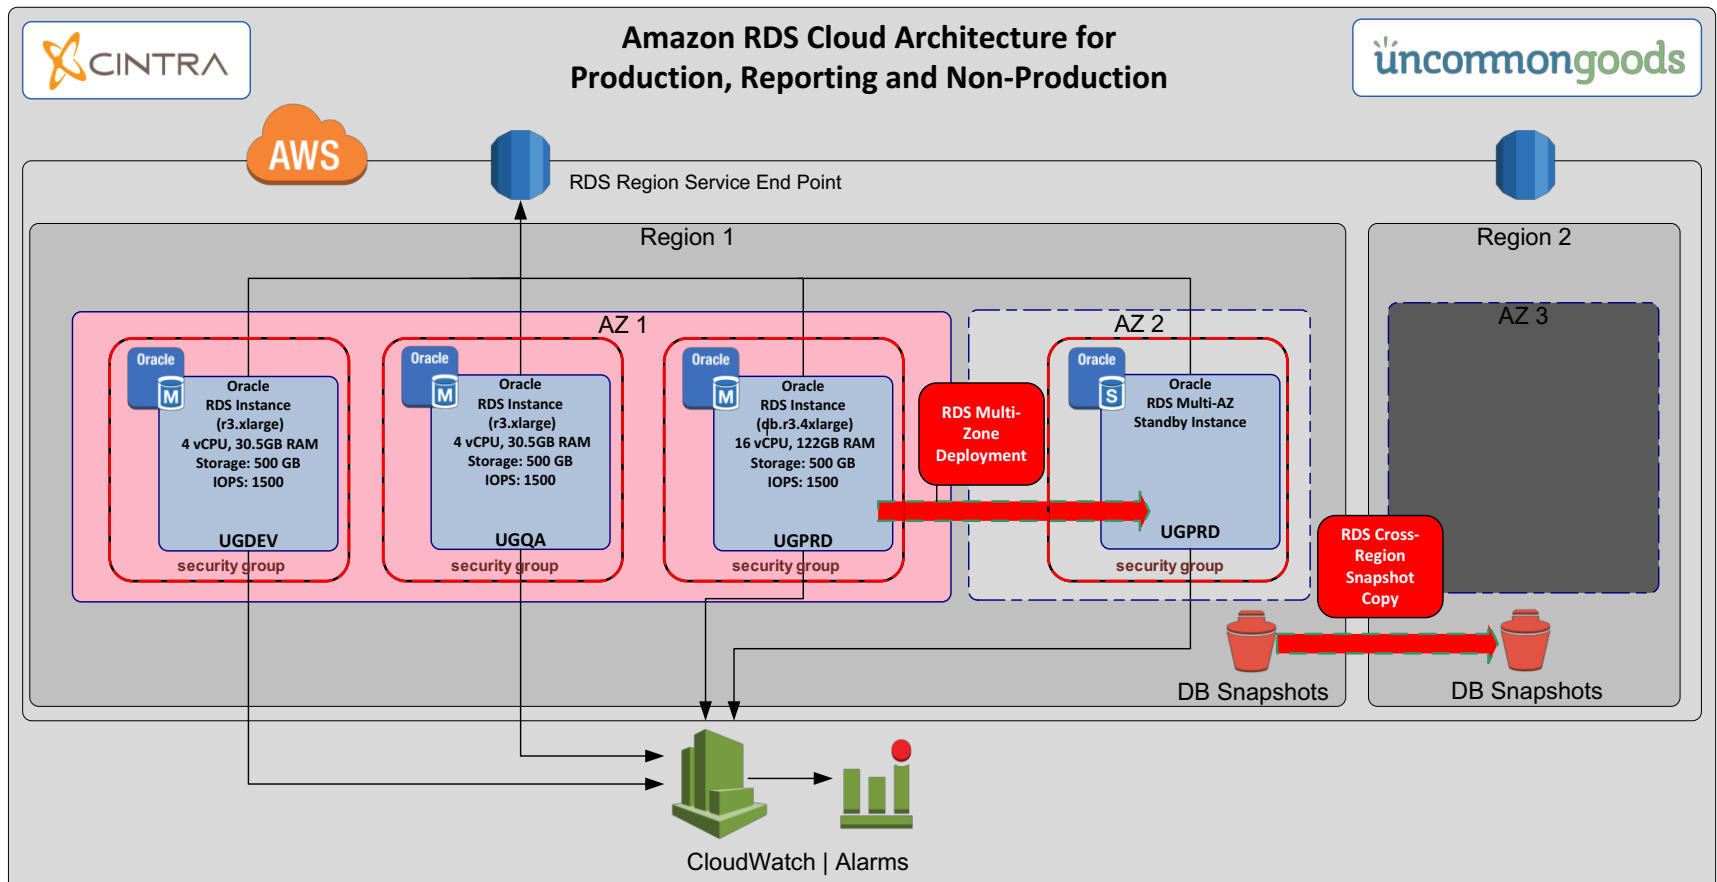 CINTRA
Amazon RDS Cloud Architecture for
Production, Reporting and Non-Production
uncommongoods
AWS
RDS Region Service End Point
Region 1
Region 2
AZ 1
AZ 2
AZ 3
Oracle
M
Oracle
RDS Instance
(r3.xlarge)
4 vCPU, 30.5GB RAM
Storage: 500 GB
IOPS: 1500
UGDEV
security group
Oracle
M
Oracle
RDS Instance
(r3.xlarge)
4 vCPU, 30.5GB RAM
Storage: 500 GB
IOPS: 1500
UGQA
security group
Oracle
M
Oracle
RDS Instance
(db.r3.4xlarge)
16 vCPU, 122GB RAM
Storage: 500 GB
IOPS: 1500
UGPRD
security group
RDS Multi-
Zone
Deployment
Oracle
S
Oracle
RDS Multi-AZ
Standby Instance
UGPRD
security group
RDS Cross-
Region
Snapshot
Copy
DB Snapshots
DB Snapshots
CloudWatch | Alarms